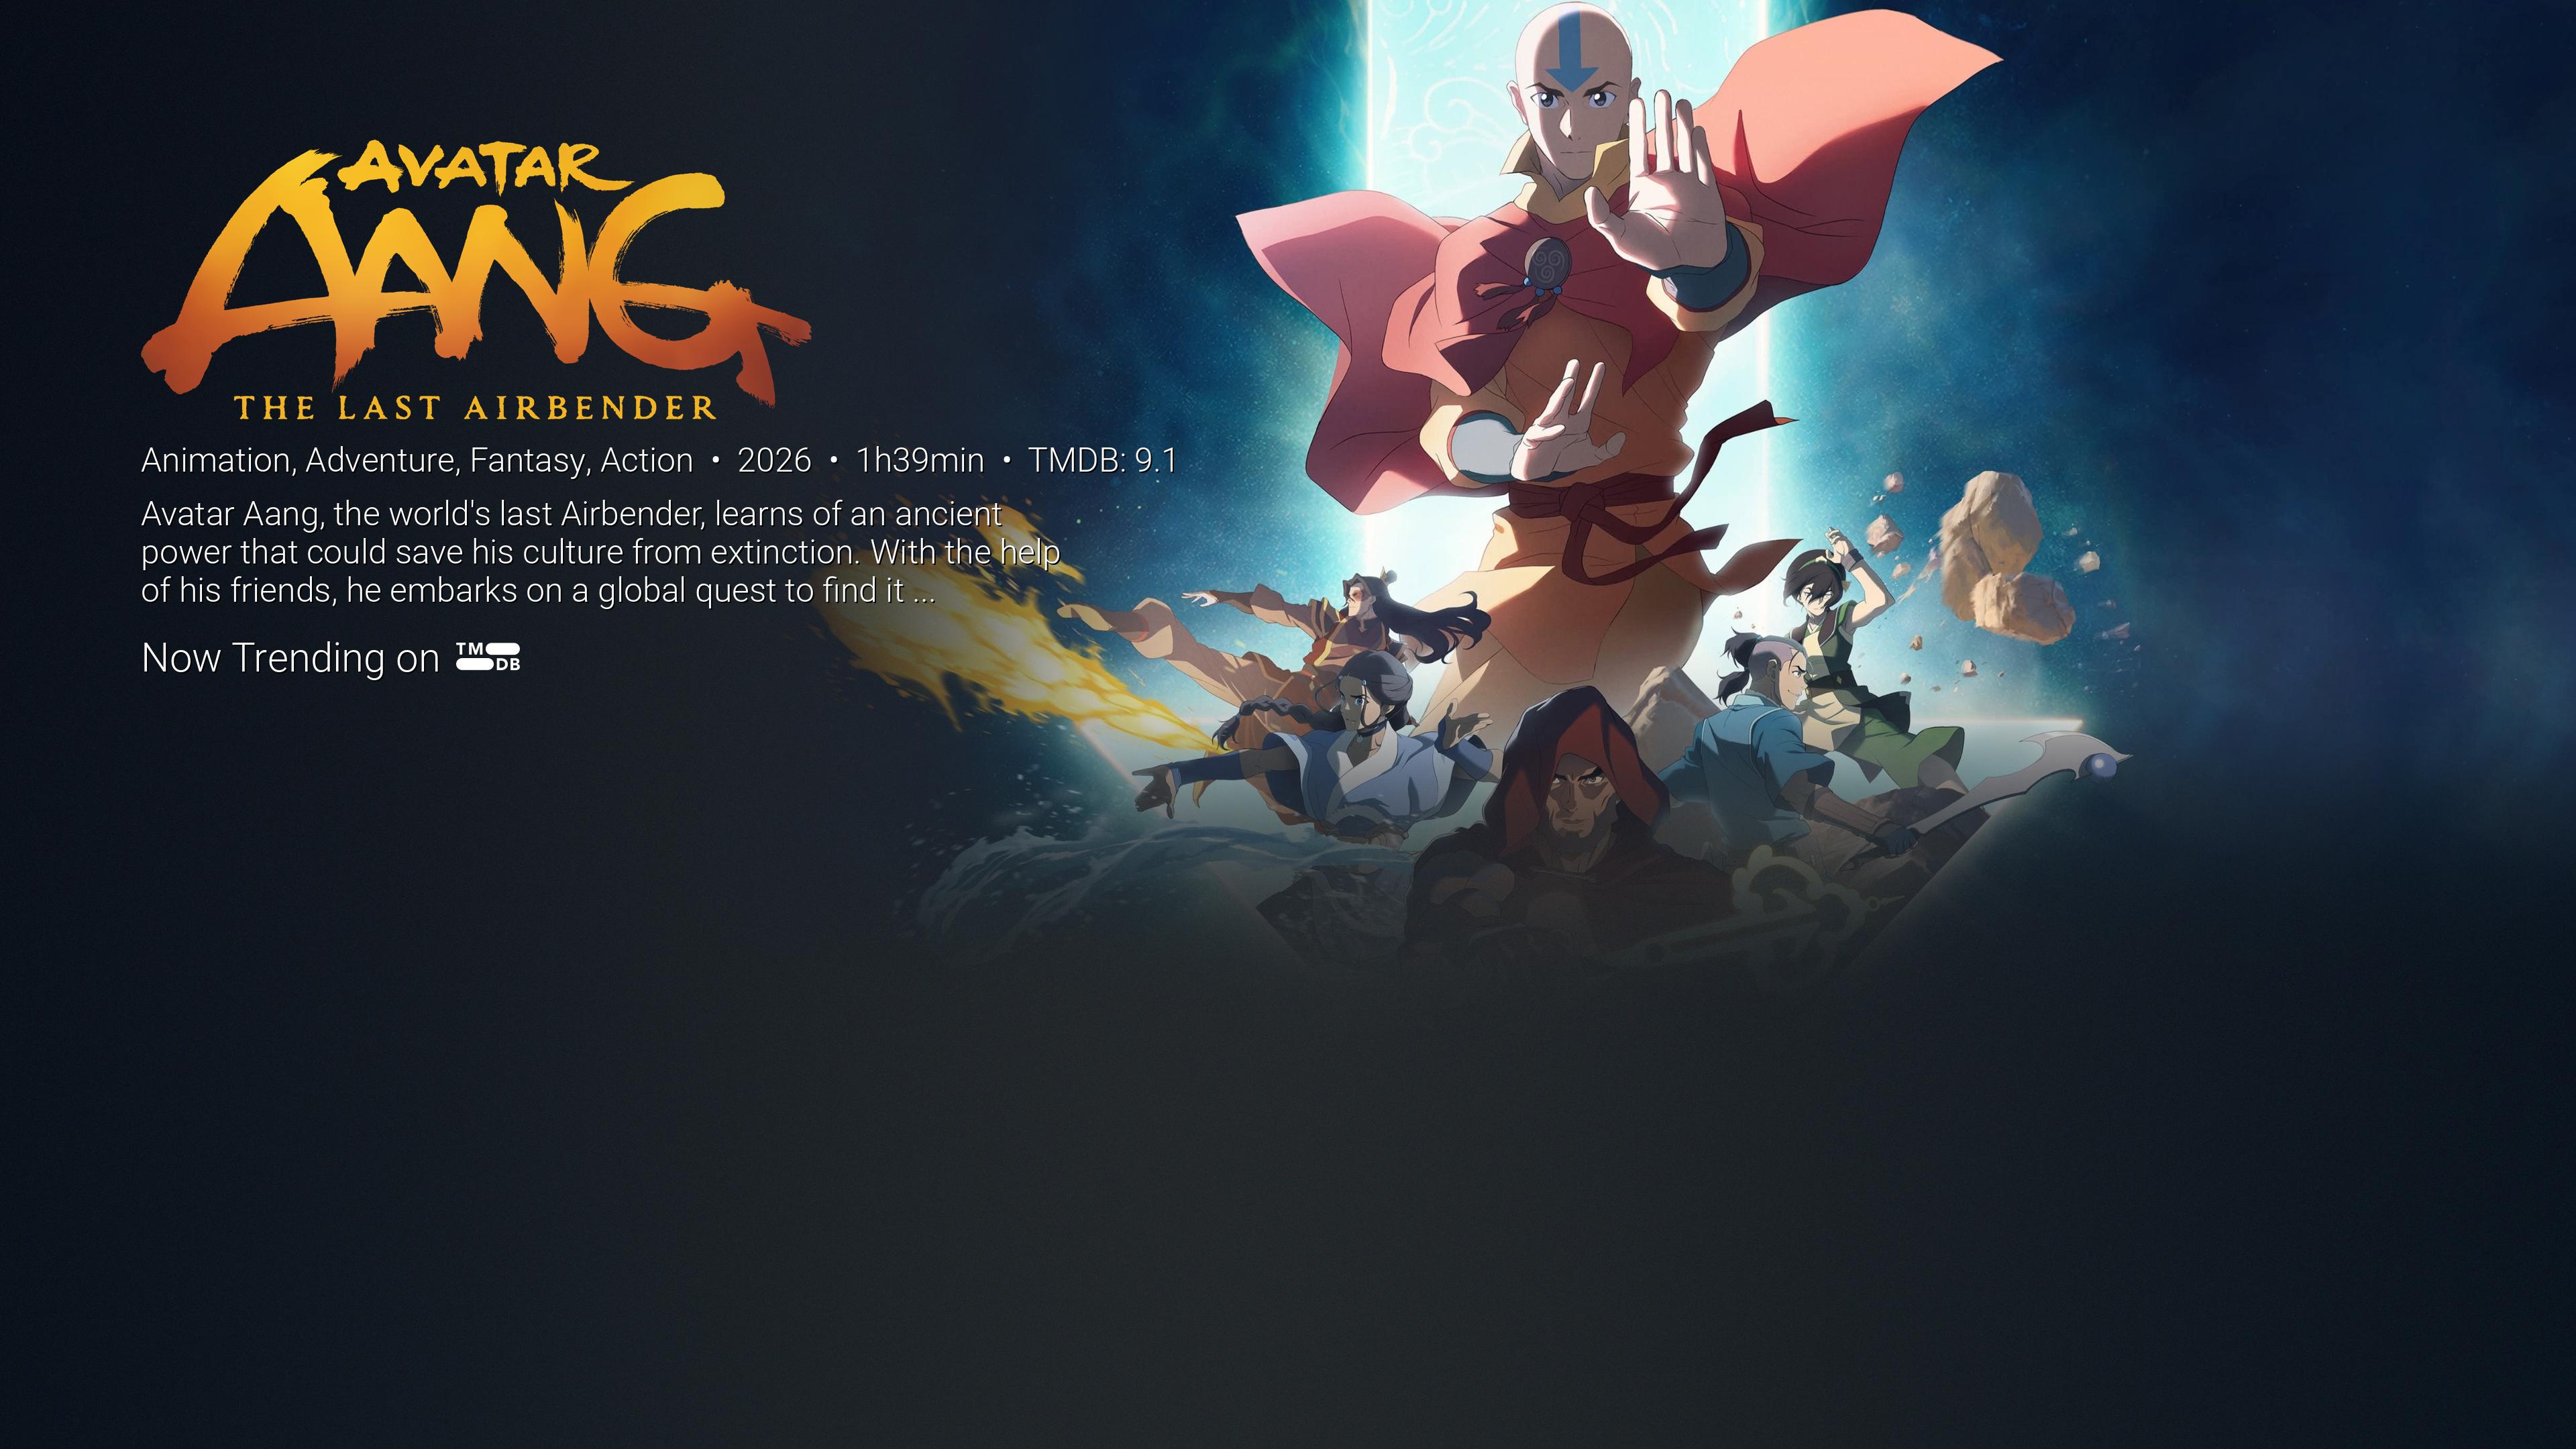 AVATAR
AANG
THE LAST AIRBENDER
Animation, Adventure, Fantasy, Action • 2026 • 1h39min • TMDB: 9.1
Avatar Aang, the world's last Airbender, learns of an ancient
power that could save his culture from extinction. With the help
of his friends, he embarks on a global quest to find it ...
Now Trending on TMDB